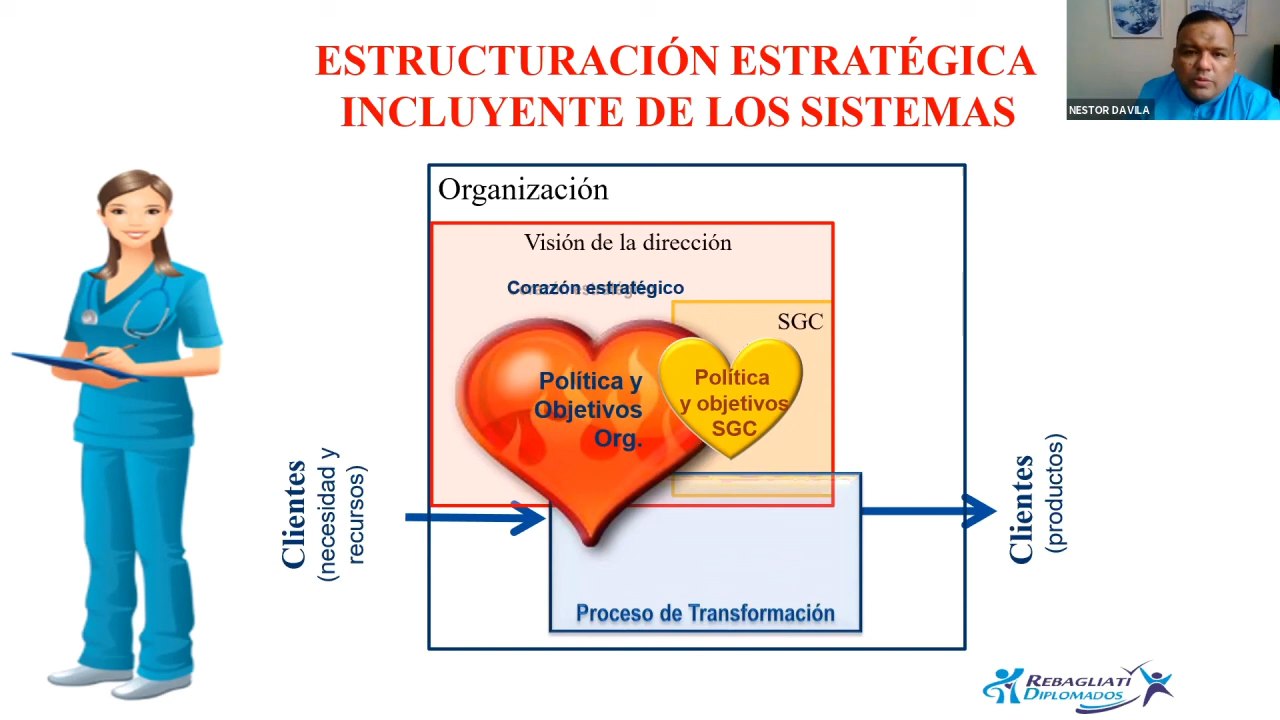 ESTRUCTURACIÓN ESTRATÉGICA
INCLUYENTE DE LOS SISTEMAS
NESTOR DAVILA
Organización
Visión de la dirección
Corazón estratégico
SGC
Política y
Objetivos
Org.
Política
y objetivos
SGC
Clientes
(necesidad y
recursos)
Clientes
(productos)
Proceso de Transformación
REBAGLIATI
DIPLOMADOS